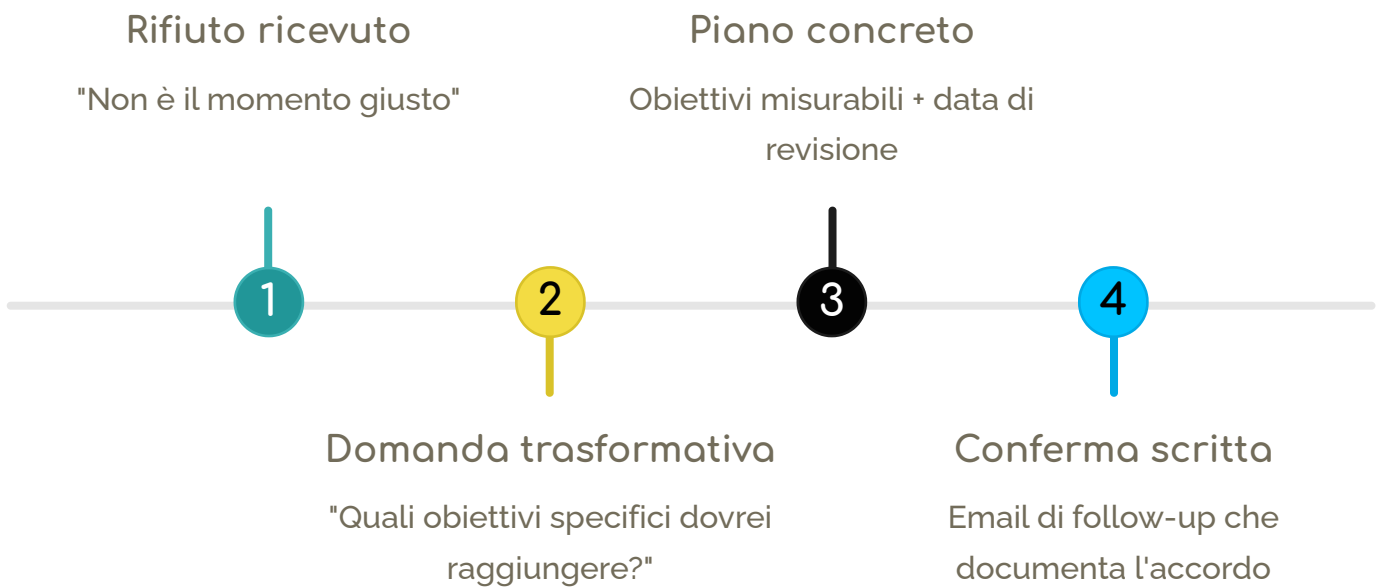 Rifiuto ricevuto
"Non è il momento giusto"
Piano concreto
Obiettivi misurabili + data di
revisione
1
2
3
4
Domanda trasformativa
"Quali obiettivi specifici dovrei
raggiungere?"
Conferma scritta
Email di follow-up che
documenta l'accordo